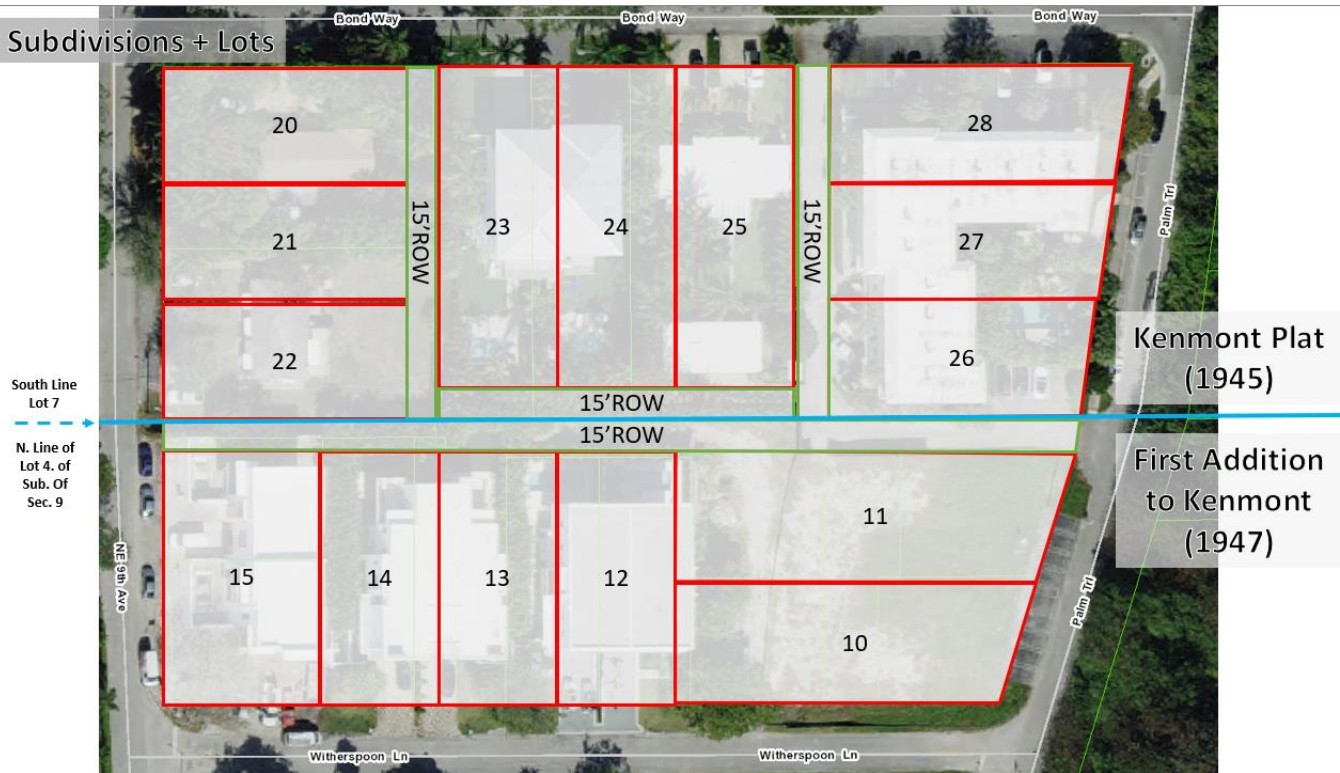 Bond Way
Bond Way
Bond Way
Subdivisions + Lots
20
28
21
15'ROW
23
24
25
15'ROW
27
Palm Trl
22
26
Kenmont Plat
(1945)
South Line
Lot 7
15'ROW
15'ROW
N. Line of
Lot 4. of
Sub. Of
Sec. 9
First Addition
to Kenmont
(1947)
11
NE 9th Ave
15
14
13
12
10
Palm Trl
Witherspoon Ln
Witherspoon Ln